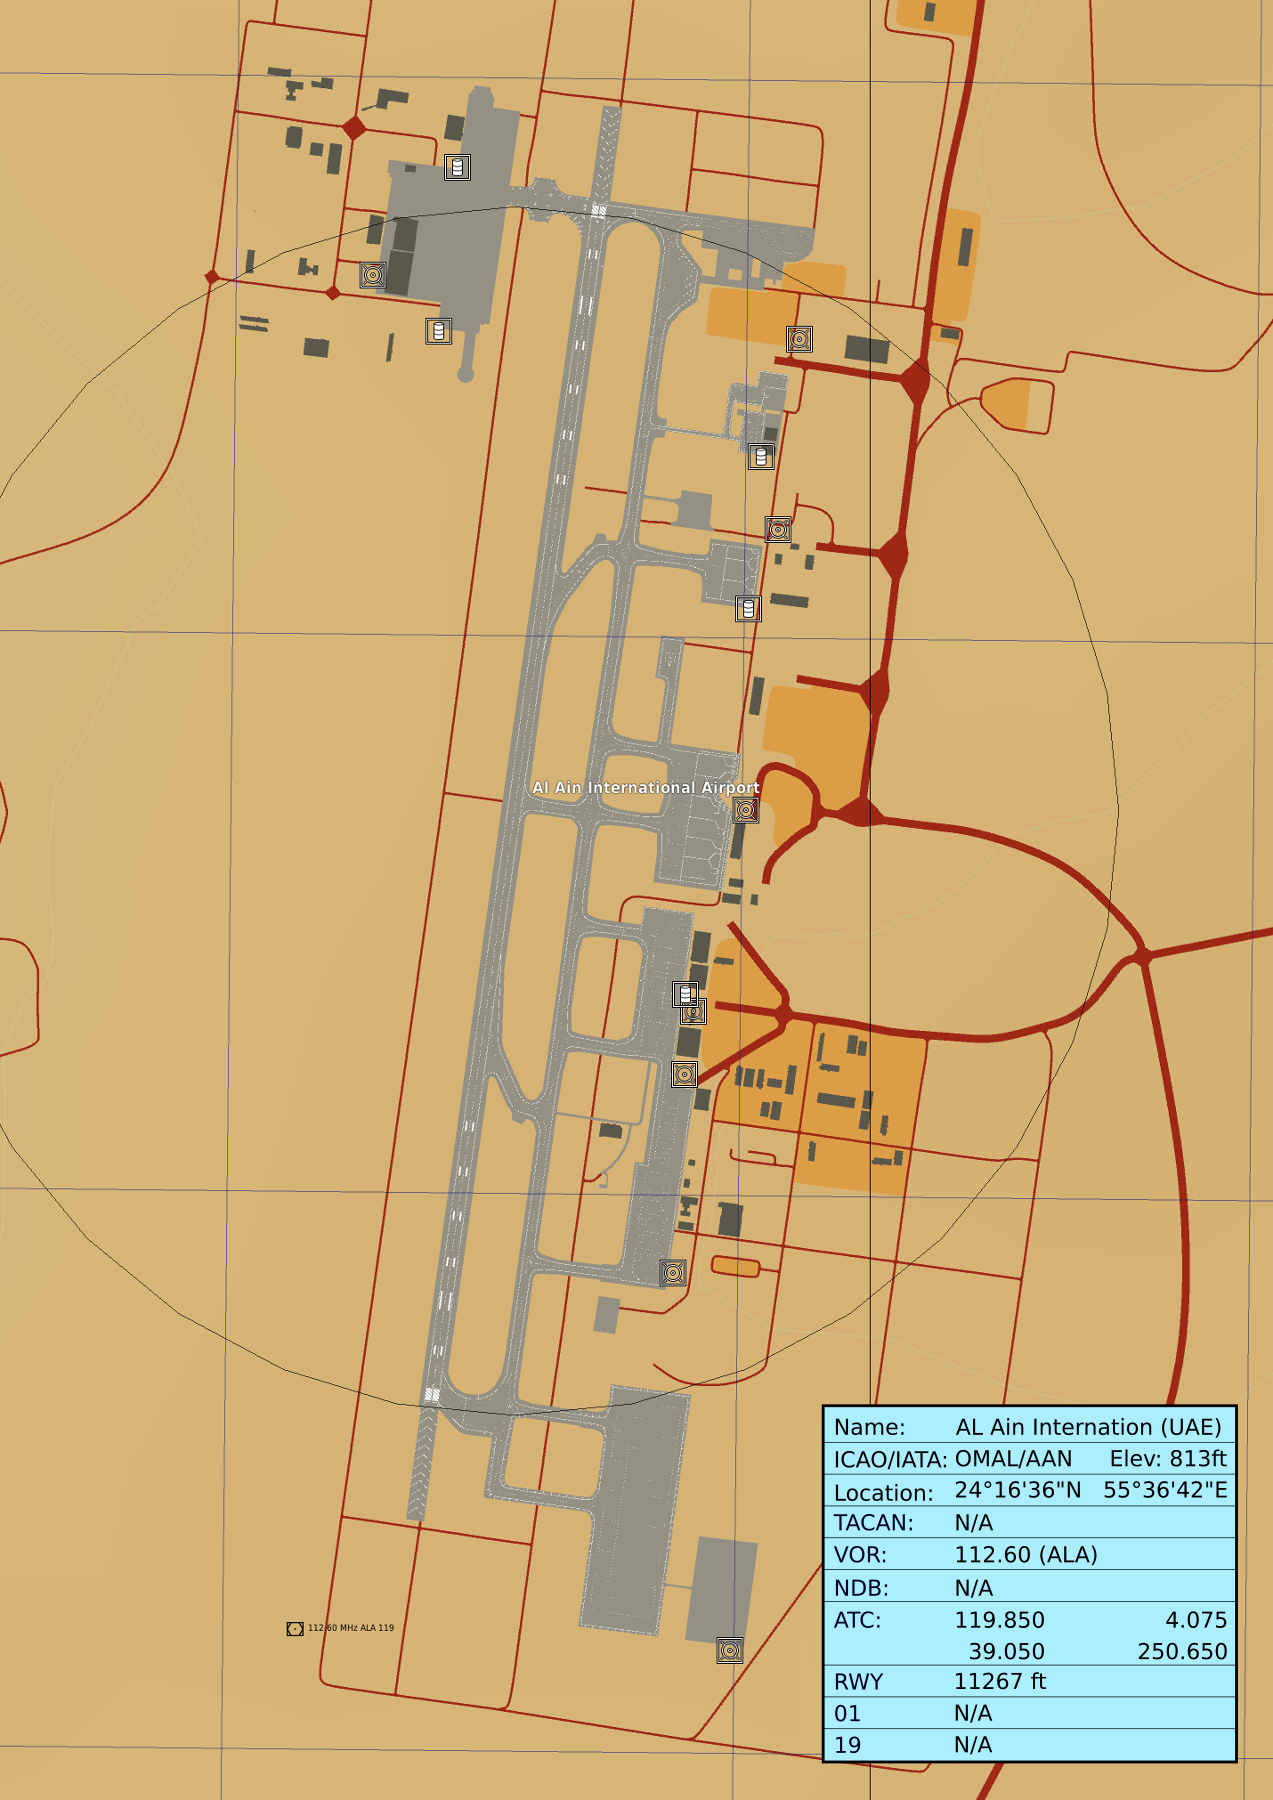 Al Ain International Airport
Name: AL Ain Internation (UAE)
ICAO/IATA: OMAL/AAN Elev: 813ft
Location: 24°16'36"N 55°36'42"E
TACAN: N/A
VOR: 112.60 (ALA)
NDB: N/A
ATC: 119.850 4.075
39.050 250.650
RWY 11267 ft
01 N/A
19 N/A
112.60 MHz ALA 119